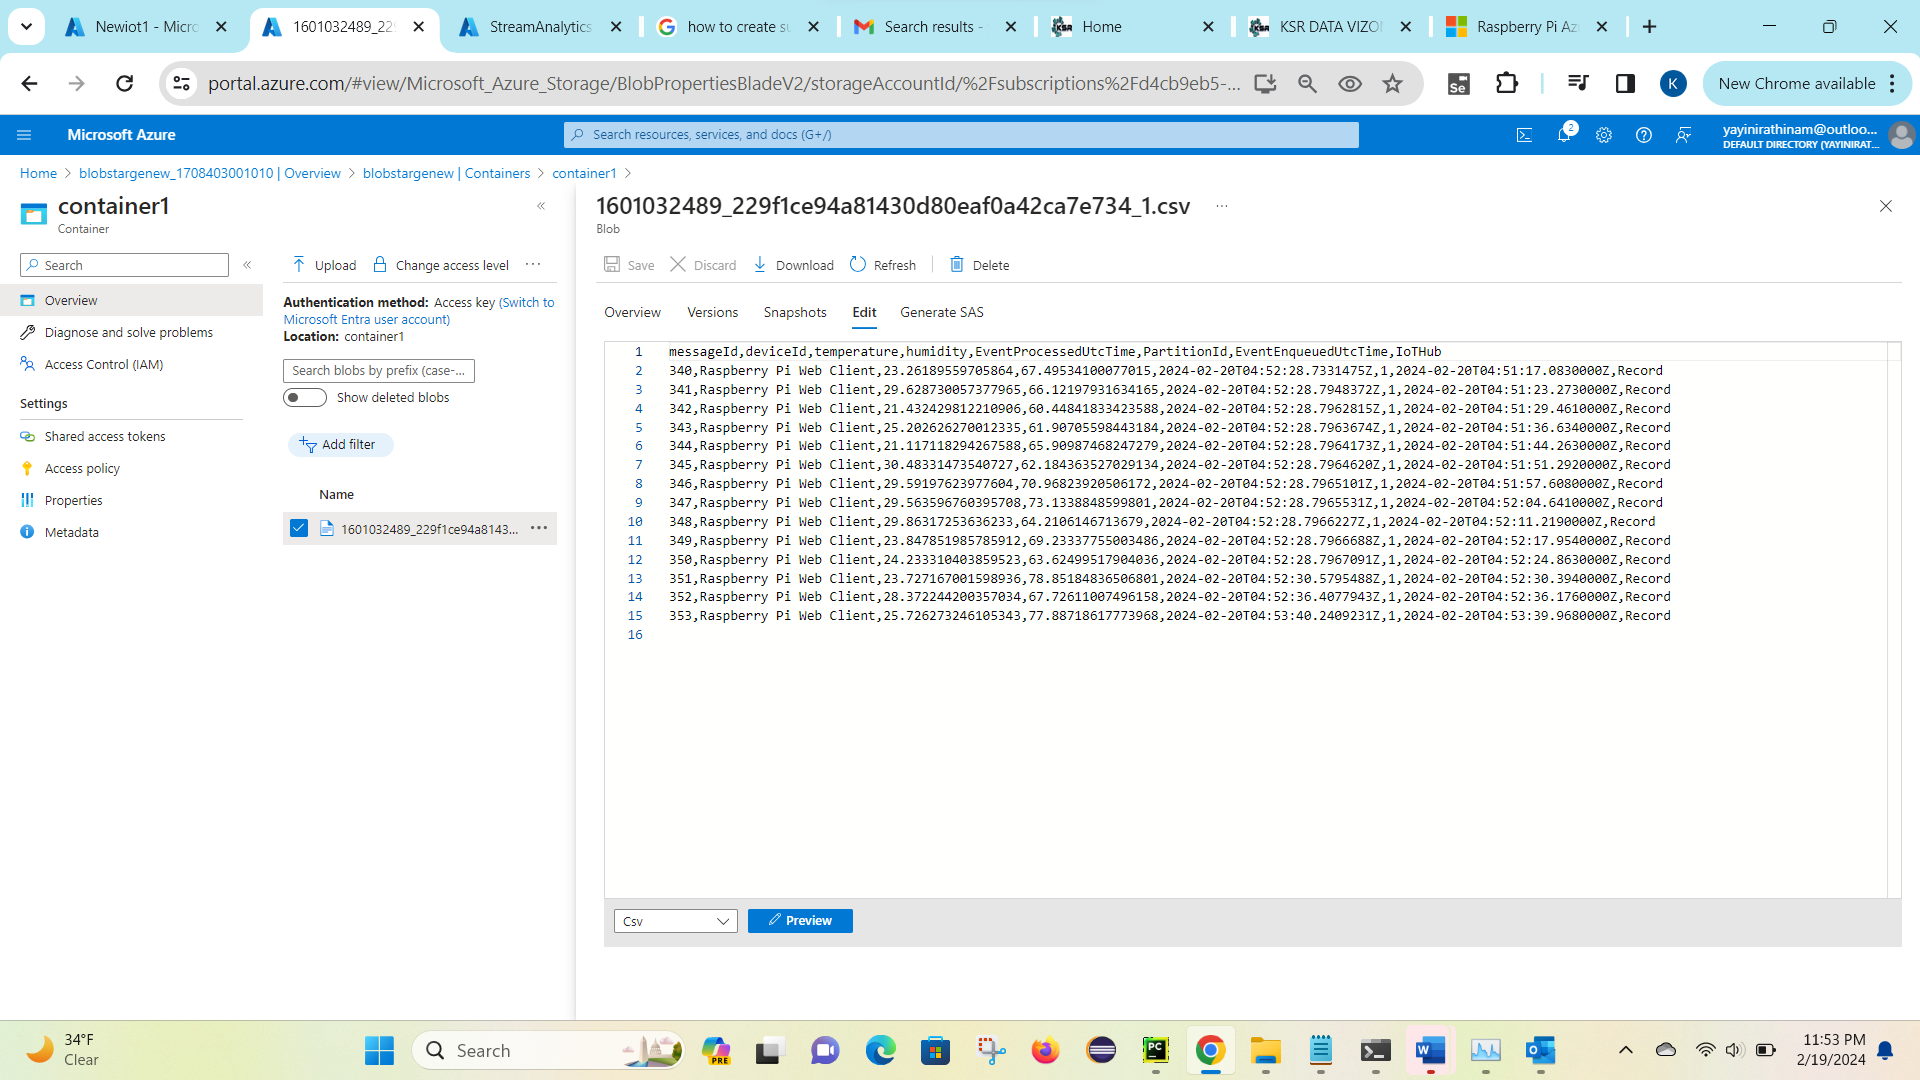 Newiot1 - Micro
1601032489_229
StreamAnalytics
how to create su
Search results -
Home
KSR DATA VIZON
Raspberry Pi Az
portal.azure.com/#view/Microsoft_Azure_Storage/BlobPropertiesBladeV2/storageAccountId/%2Fsubscriptions%2Fd4cb9eb5-...
Se
K
New Chrome available
Microsoft Azure
Search resources, services, and docs (G+/)
2
yayinirathinam@outloo...
DEFAULT DIRECTORY (YAYINIRAT...
Home > blobstargenew_1708403001010 | Overview > blobstargenew | Containers > container1 >
container1
Container
Search
Overview
Diagnose and solve problems
Access Control (IAM)
Settings
Shared access tokens
Access policy
Properties
Metadata
Upload
Change access level
Authentication method: Access key (Switch to
Microsoft Entra user account)
Location: container1
Search blobs by prefix (case-...
Show deleted blobs
Add filter
Name
1601032489_229f1ce94a8143...
1601032489_229f1ce94a81430d80eaf0a42ca7e734_1.csv
Blob
Save
Discard
Download
Refresh
Delete
Overview
Versions
Snapshots
Edit
Generate SAS
1 messageId,deviceId,temperature,humidity,EventProcessedUtcTime,PartitionId,EventEnqueuedUtcTime,IoTHub
2 340,Raspberry Pi Web Client,23.26189559705864,67.49534100077015,2024-02-20T04:52:28.7331475Z,1,2024-02-20T04:51:17.0830000Z,Record
3 341,Raspberry Pi Web Client,29.628730057377965,66.12197931634165,2024-02-20T04:52:28.7948372Z,1,2024-02-20T04:51:23.2730000Z,Record
4 342,Raspberry Pi Web Client,21.432429812210906,60.44841833423588,2024-02-20T04:52:28.7962815Z,1,2024-02-20T04:51:29.4610000Z,Record
5 343,Raspberry Pi Web Client,25.202626270012335,61.90705598443184,2024-02-20T04:52:28.7963674Z,1,2024-02-20T04:51:36.6340000Z,Record
6 344,Raspberry Pi Web Client,21.117118294267588,65.90987468247279,2024-02-20T04:52:28.7964173Z,1,2024-02-20T04:51:44.2630000Z,Record
7 345,Raspberry Pi Web Client,30.48331473540727,62.184363527029134,2024-02-20T04:52:28.7964620Z,1,2024-02-20T04:51:51.2920000Z,Record
8 346,Raspberry Pi Web Client,29.59197623977604,70.96823920506172,2024-02-20T04:52:28.7965101Z,1,2024-02-20T04:51:57.6080000Z,Record
9 347,Raspberry Pi Web Client,29.563596760395708,73.1338848599801,2024-02-20T04:52:28.7965531Z,1,2024-02-20T04:52:04.6410000Z,Record
10 348,Raspberry Pi Web Client,29.86317253636233,64.2106146713679,2024-02-20T04:52:28.7966227Z,1,2024-02-20T04:52:11.2190000Z,Record
11 349,Raspberry Pi Web Client,23.847851985785912,69.23337755003486,2024-02-20T04:52:28.7966688Z,1,2024-02-20T04:52:17.9540000Z,Record
12 350,Raspberry Pi Web Client,24.233310403859523,63.62499517904036,2024-02-20T04:52:28.7967091Z,1,2024-02-20T04:52:24.8630000Z,Record
13 351,Raspberry Pi Web Client,23.727167001598936,78.85184836506801,2024-02-20T04:52:30.5795488Z,1,2024-02-20T04:52:30.3940000Z,Record
14 352,Raspberry Pi Web Client,28.372244200357034,67.72611007496158,2024-02-20T04:52:36.4077943Z,1,2024-02-20T04:52:36.1760000Z,Record
15 353,Raspberry Pi Web Client,25.726273246105343,77.88718617773968,2024-02-20T04:53:40.2409231Z,1,2024-02-20T04:53:39.9680000Z,Record
16
Csv
Preview
34°F
Clear
Search
PRE
PC
11:53 PM
2/19/2024